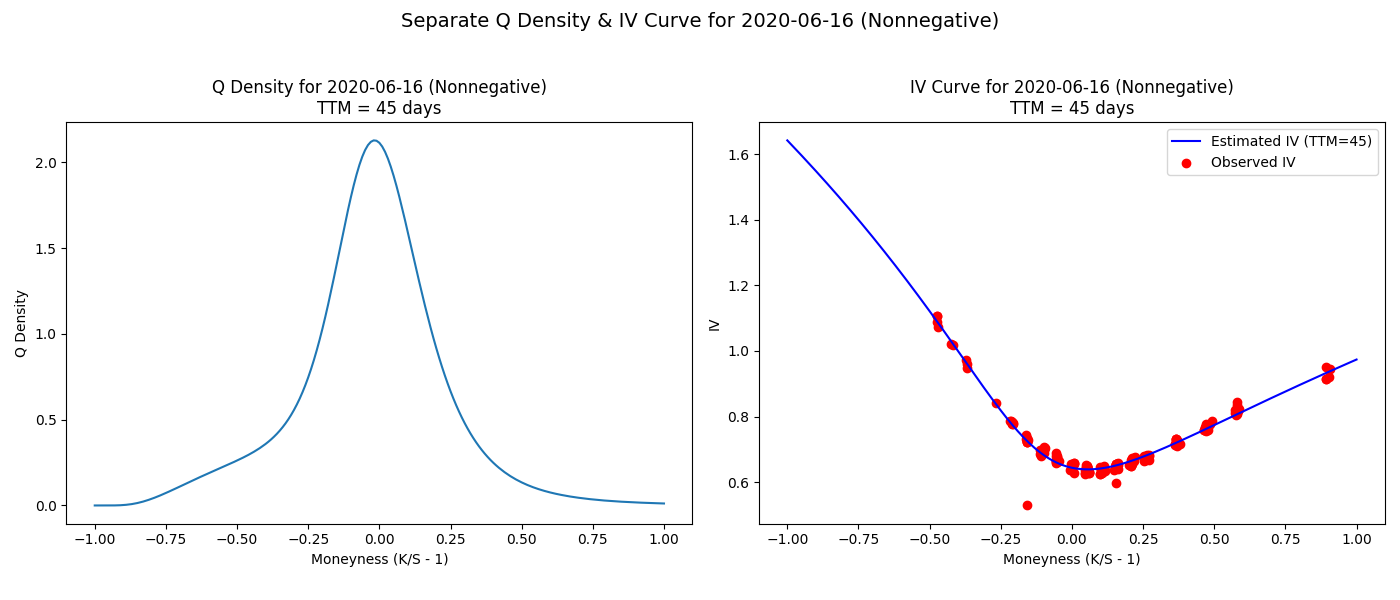 Separate Q Density & IV Curve for 2020-06-16 (Nonnegative)
Q Density for 2020-06-16 (Nonnegative)
TTM = 45 days
Q Density
2.0
1.5
1.0
0.5
0.0
−1.00 −0.75 −0.50 −0.25 0.00 0.25 0.50 0.75 1.00
Moneyness (K/S - 1)
IV Curve for 2020-06-16 (Nonnegative)
TTM = 45 days
Estimated IV (TTM=45)
Observed IV
IV
1.6
1.4
1.2
1.0
0.8
0.6
−1.00 −0.75 −0.50 −0.25 0.00 0.25 0.50 0.75 1.00
Moneyness (K/S - 1)